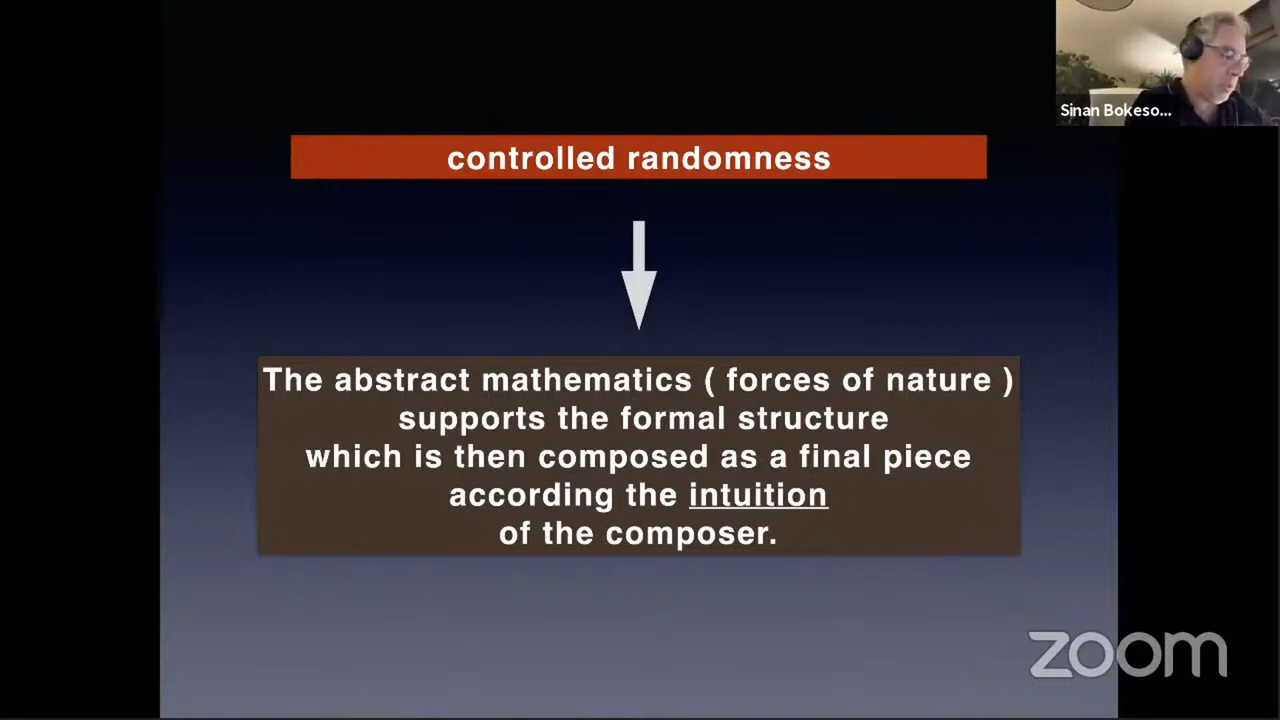 Sinan Bokeso...
controlled randomness
The abstract mathematics ( forces of nature )
supports the formal structure
which is then composed as a final piece
according the intuition
of the composer.
zoom